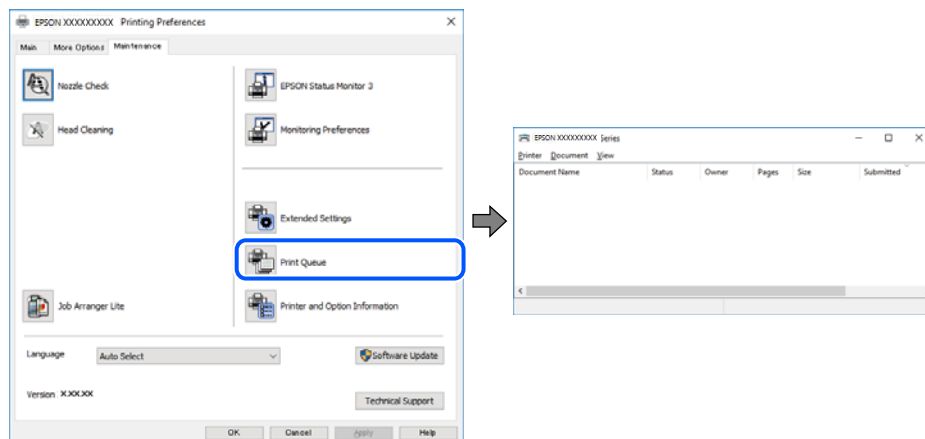 EPSON XXXXXXXXX Printing Preferences
Main More Options Maintenance
Nozzle Check
Head Cleaning
Job Arranger Lite
EPSON Status Monitor 3
Monitoring Preferences
Extended Settings
Print Queue
Printer and Option Information
Language Auto Select Software Update
Version X.XX.XX
Technical Support
OK Cancel Apply Help
EPSON XXXXXXXXX Series
Printer Document View
Document Name Status Owner Pages Size Submitted